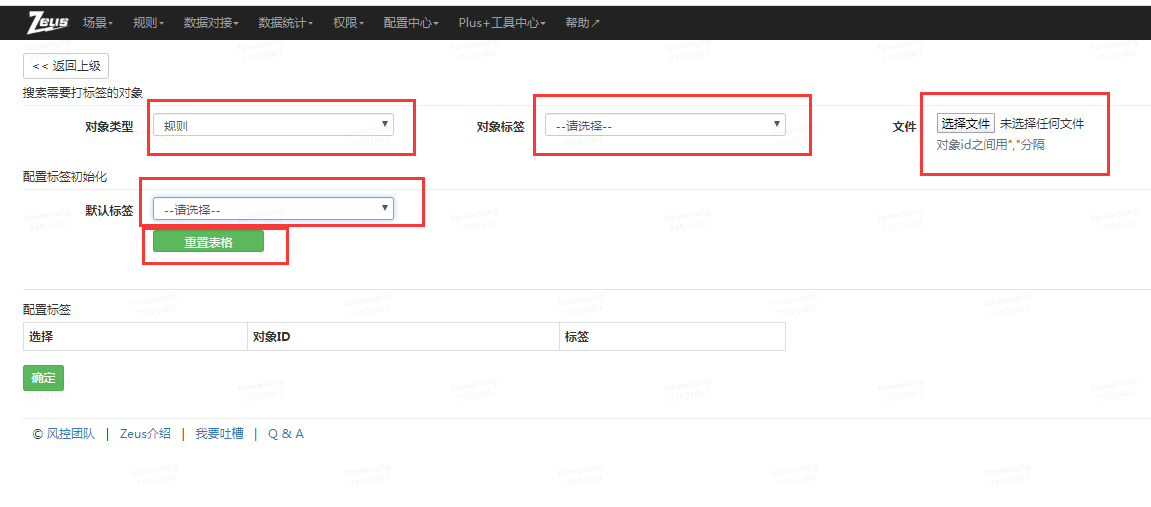 Zeus 场景 规则 数据对接 数据统计 权限 配置中心 Plus+工具中心 帮助↗
<< 返回上级
搜索需要打标签的对象
对象类型 规则 对象标签 --请选择-- 文件 选择文件 未选择任何文件
对象id之间用","分隔
配置标签初始化
默认标签 --请选择--
重置表格
配置标签
选择 对象ID 标签
确定
© 风控团队 | Zeus介绍 | 我要吐槽 | Q & A